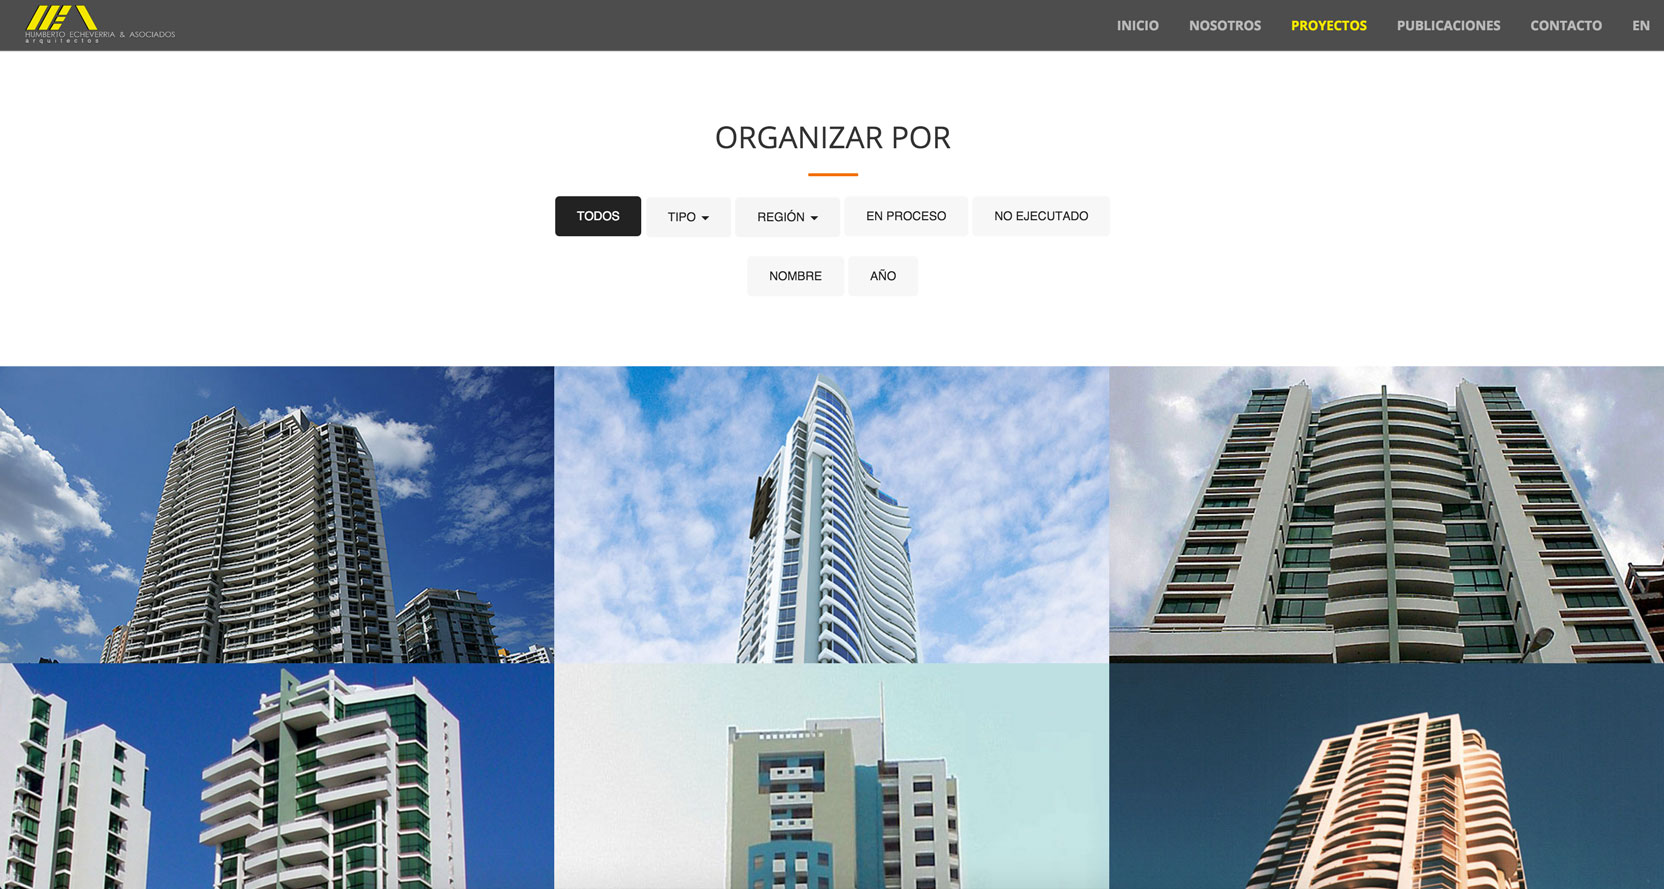 HUMBERTO ECHEVERRIA & ASOCIADOS
arquitectos
INICIO NOSOTROS PROYECTOS PUBLICACIONES CONTACTO EN
ORGANIZAR POR
TODOS TIPO REGIÓN EN PROCESO NO EJECUTADO
NOMBRE AÑO